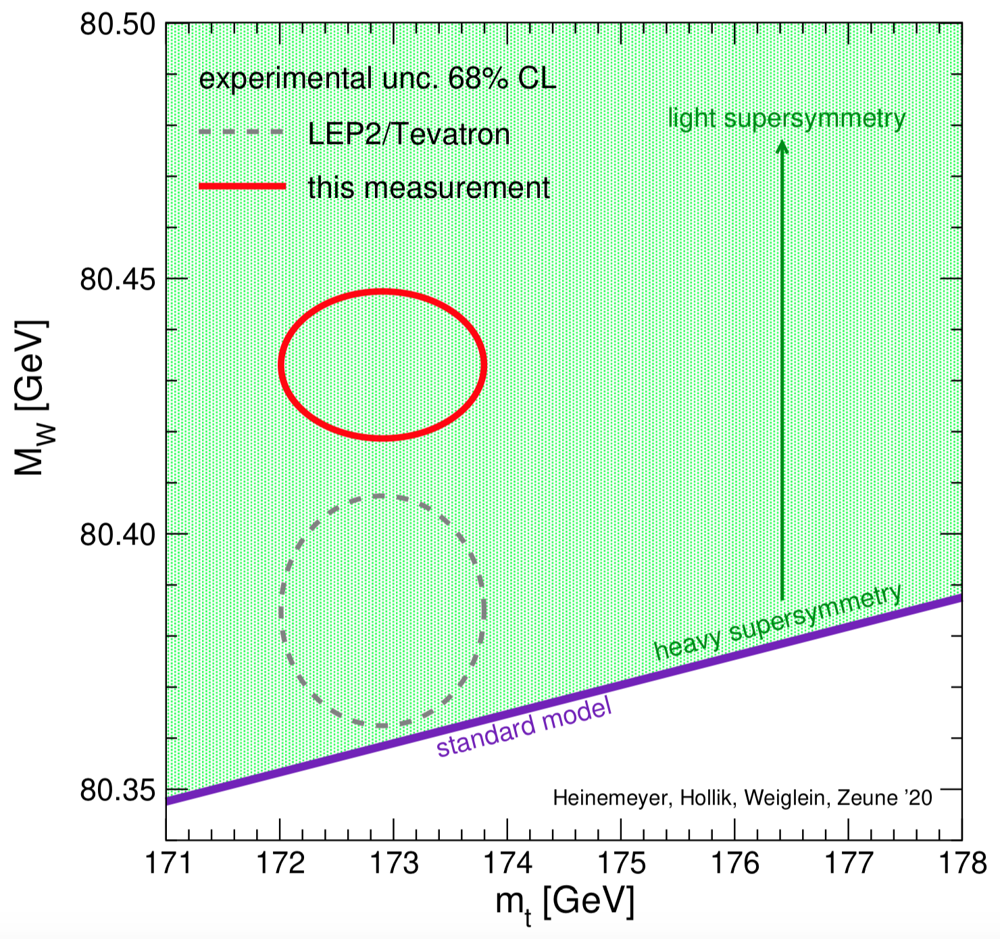 80.50
experimental unc. 68% CL
light supersymmetry
LEP2/Tevatron
this measurement
80.45
M_W [GeV]
80.40
heavy supersymmetry
standard model
80.35
Heinemeyer, Hollik, Weiglein, Zeune ’20
171 172 173 174 175 176 177 178
m_t [GeV]